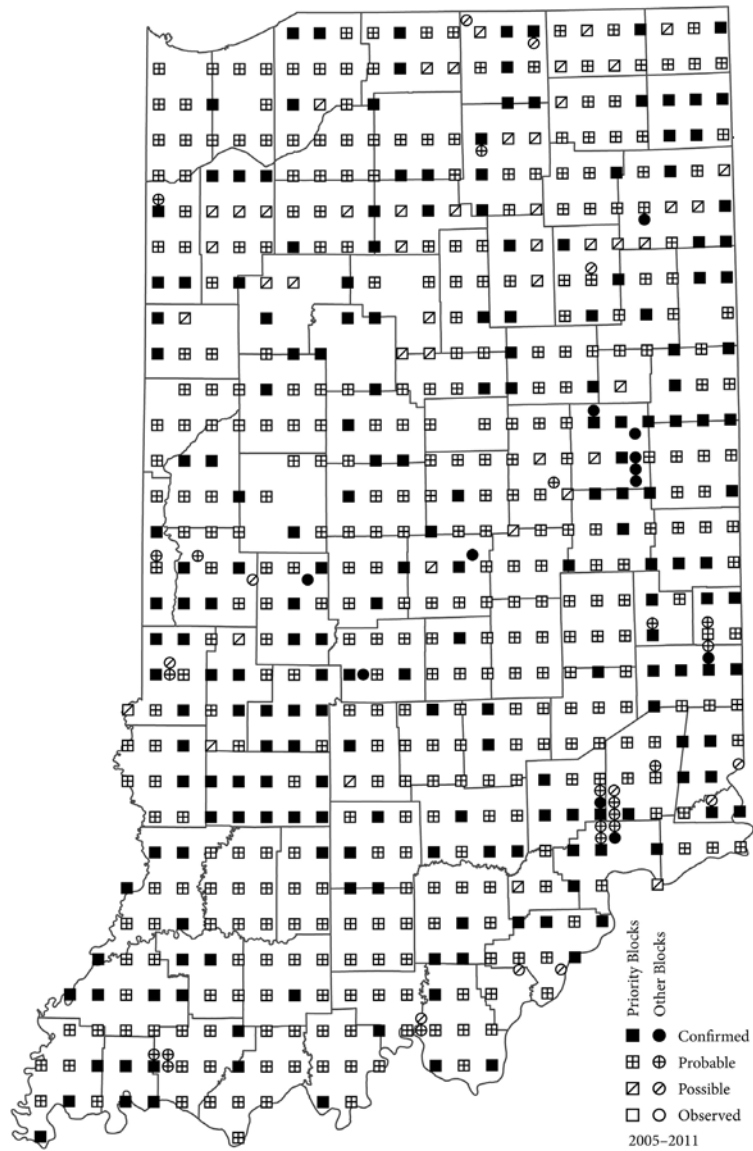 Priority Blocks
Other Blocks
Confirmed
Probable
Possible
Observed
2005–2011